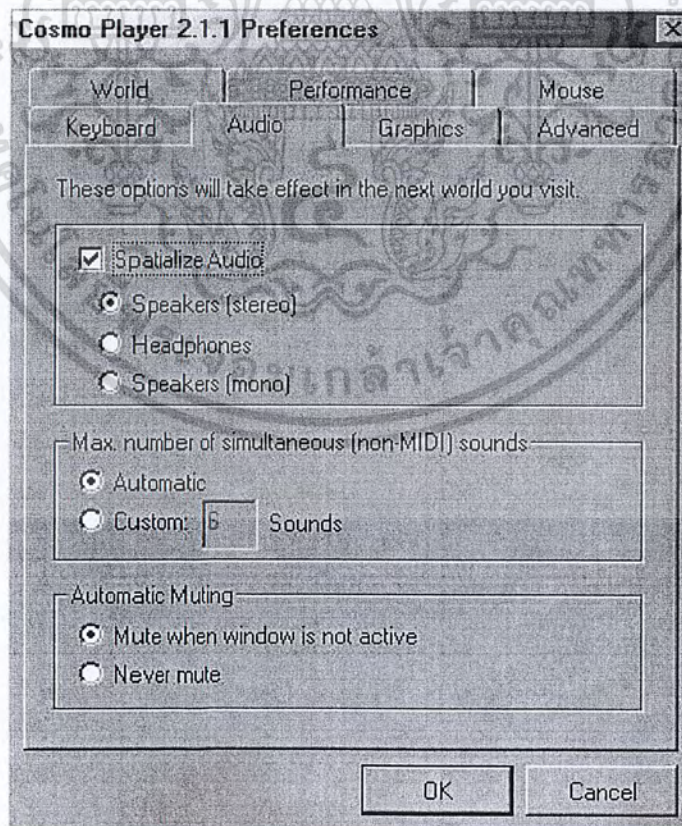 Cosmo Player 2.1.1 Preferences
World Performance Mouse
Keyboard Audio Graphics Advanced
These options will take effect in the next world you visit.
Spatialize Audio
Speakers (stereo)
Headphones
Speakers (mono)
Max. number of simultaneous (non-MIDI) sounds
Automatic
Custom: 6 Sounds
Automatic Muting
Mute when window is not active
Never mute
OK Cancel